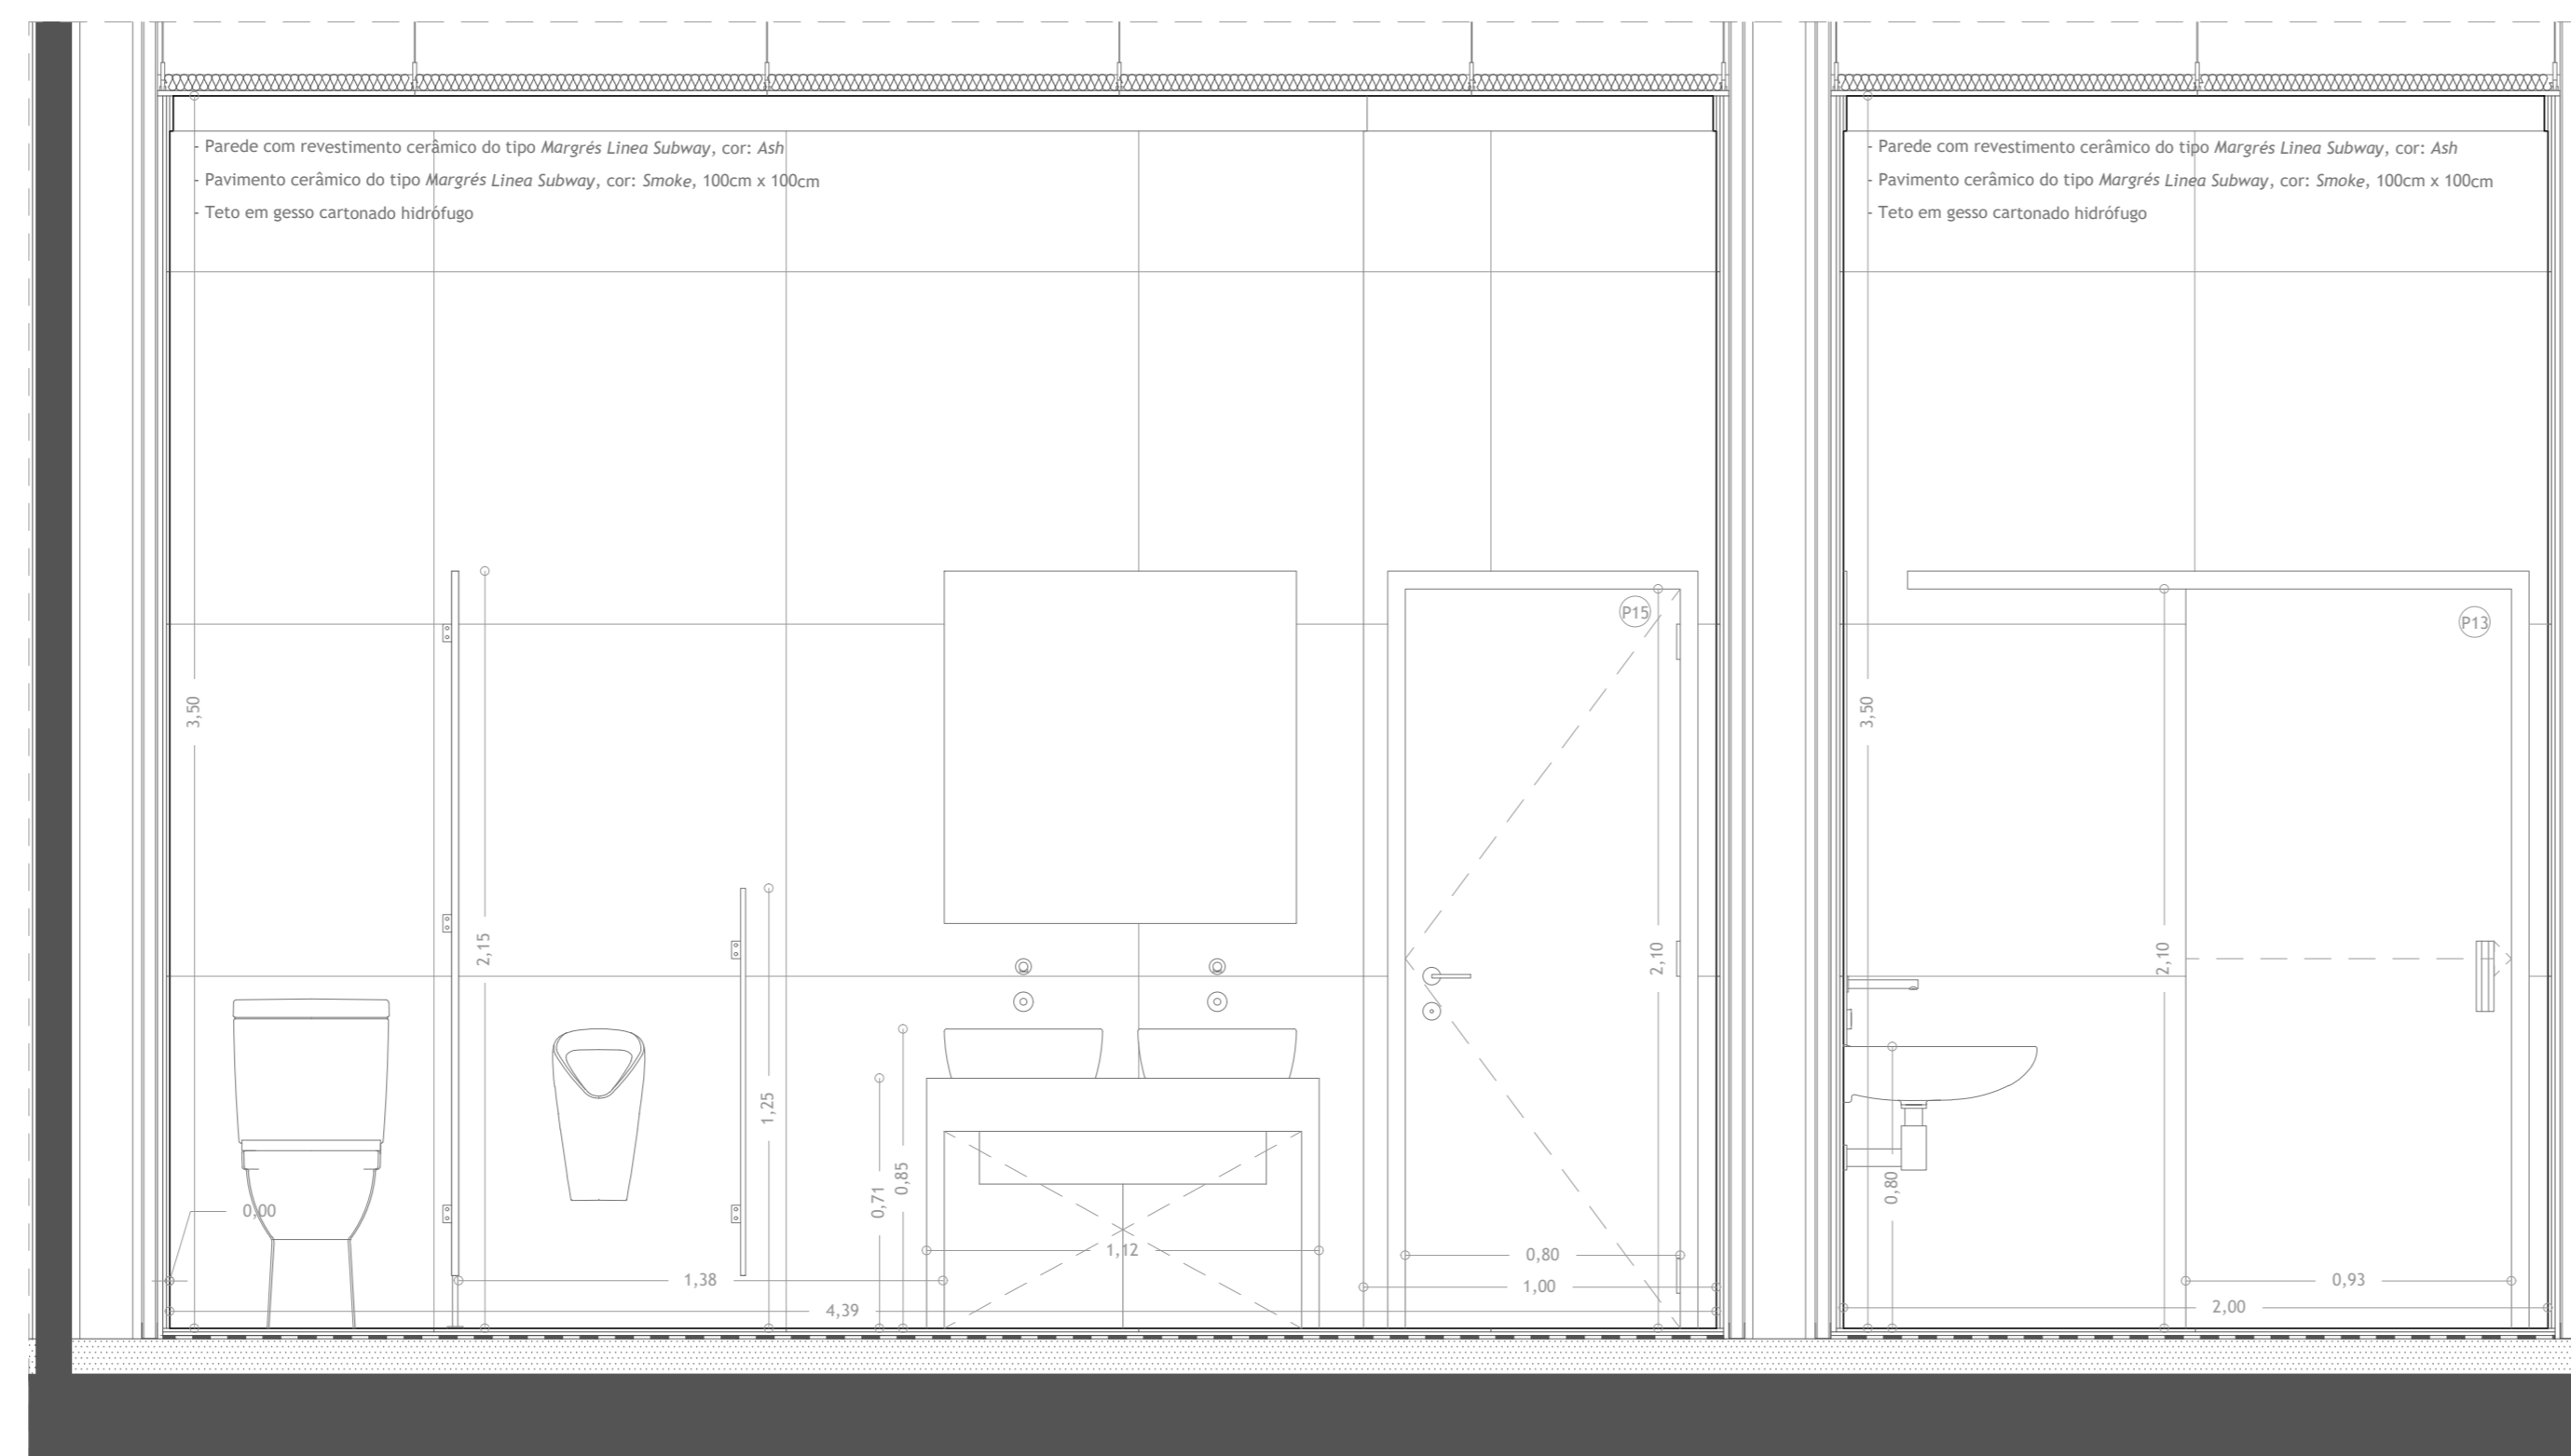 - Parede com revestimento cerâmico do tipo Margrés Linea Subway, cor: Ash
- Pavimento cerâmico do tipo Margrés Linea Subway, cor: Smoke, 100cm x 100cm
- Teto em gesso cartonado hidrófugo
- Parede com revestimento cerâmico do tipo Margrés Linea Subway, cor: Ash
- Pavimento cerâmico do tipo Margrés Linea Subway, cor: Smoke, 100cm x 100cm
- Teto em gesso cartonado hidrófugo
P15
P13
3,50
3,50
2,15
2,10
2,10
1,25
0,85
0,71
0,80
0,00
1,12
0,80
1,38
1,00
0,93
4,39
2,00